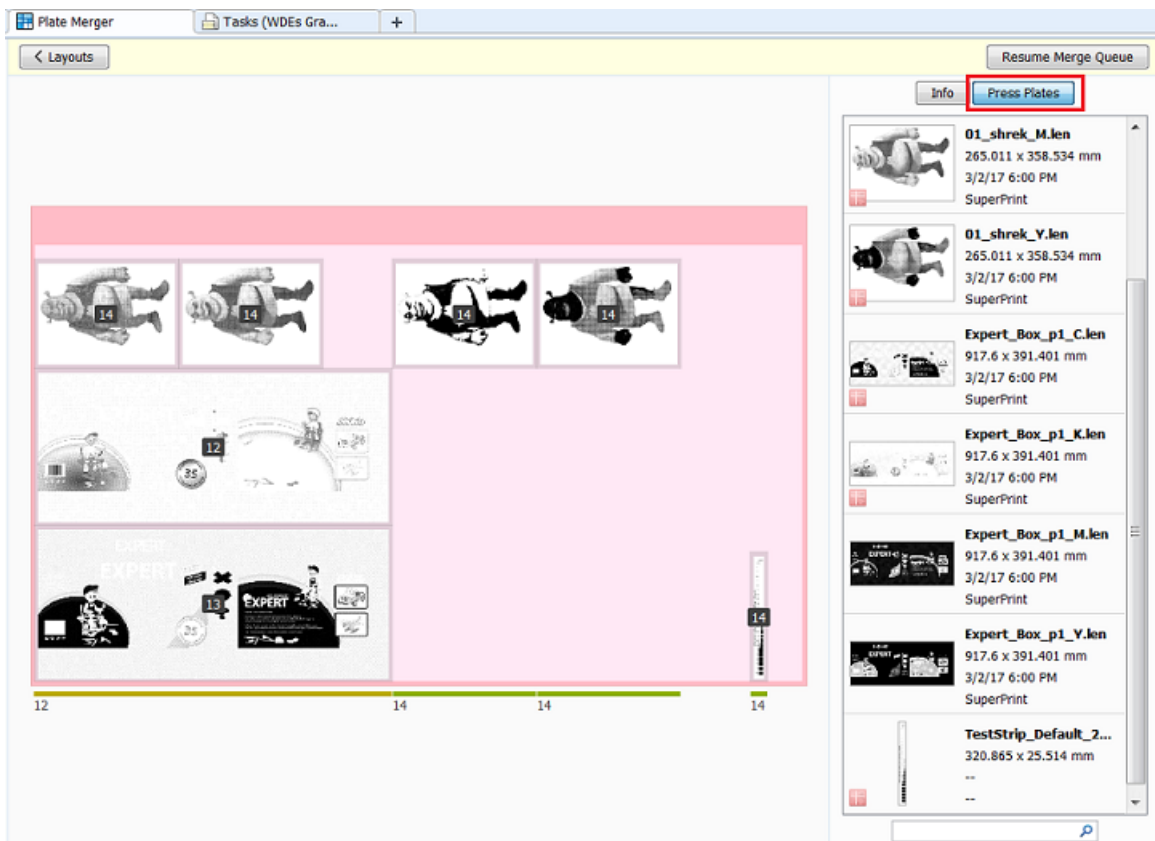 Plate Merger
Tasks (WDEs Gra...
+
Layouts
Resume Merge Queue
Info
Press Plates
14
14
14
14
12
35
EXPERT
EXPERT
13
35
EXPERT
14
12
14
14
14
01_shrek_M.len
265.011 x 358.534 mm
3/2/17 6:00 PM
SuperPrint
01_shrek_Y.len
265.011 x 358.534 mm
3/2/17 6:00 PM
SuperPrint
Expert_Box_p1_C.len
917.6 x 391.401 mm
3/2/17 6:00 PM
SuperPrint
Expert_Box_p1_K.len
917.6 x 391.401 mm
3/2/17 6:00 PM
SuperPrint
Expert_Box_p1_M.len
917.6 x 391.401 mm
3/2/17 6:00 PM
SuperPrint
Expert_Box_p1_Y.len
917.6 x 391.401 mm
3/2/17 6:00 PM
SuperPrint
TestStrip_Default_2...
320.865 x 25.514 mm
--
--